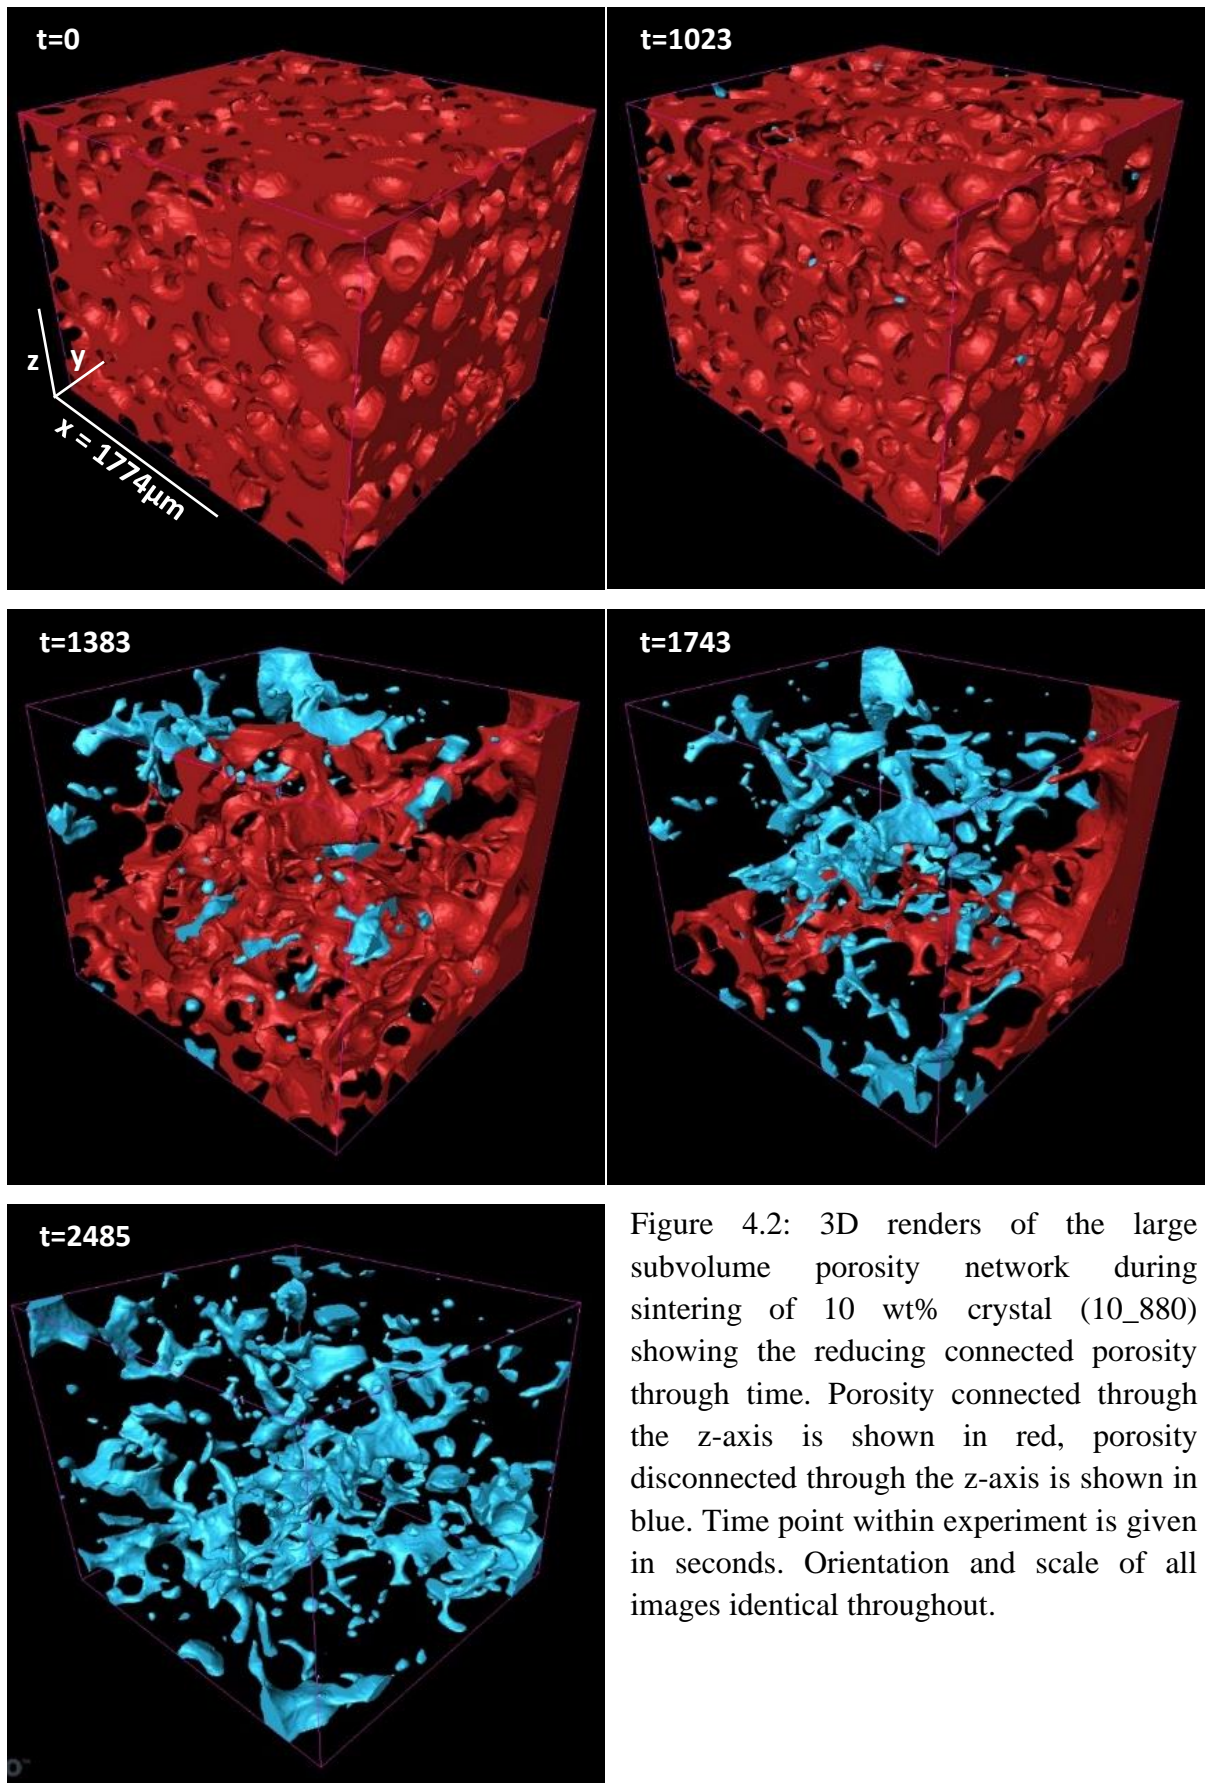 t=0
t=1023
z
y
x = 1774μm
t=1383
t=1743
t=2485
Figure 4.2: 3D renders of the large
subvolume porosity network during
sintering of 10 wt% crystal (10_880)
showing the reducing connected porosity
through time. Porosity connected through
the z-axis is shown in red, porosity
disconnected through the z-axis is shown in
blue. Time point within experiment is given
in seconds. Orientation and scale of all
images identical throughout.